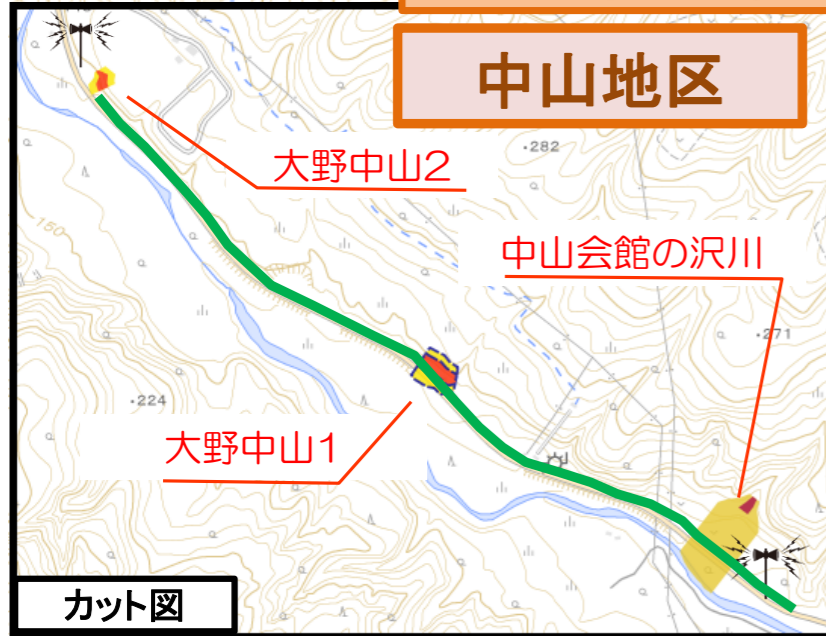 中山地区
大野中山2
・282
中山会館の沢川
150
・271
・224
大野中山1
カット図